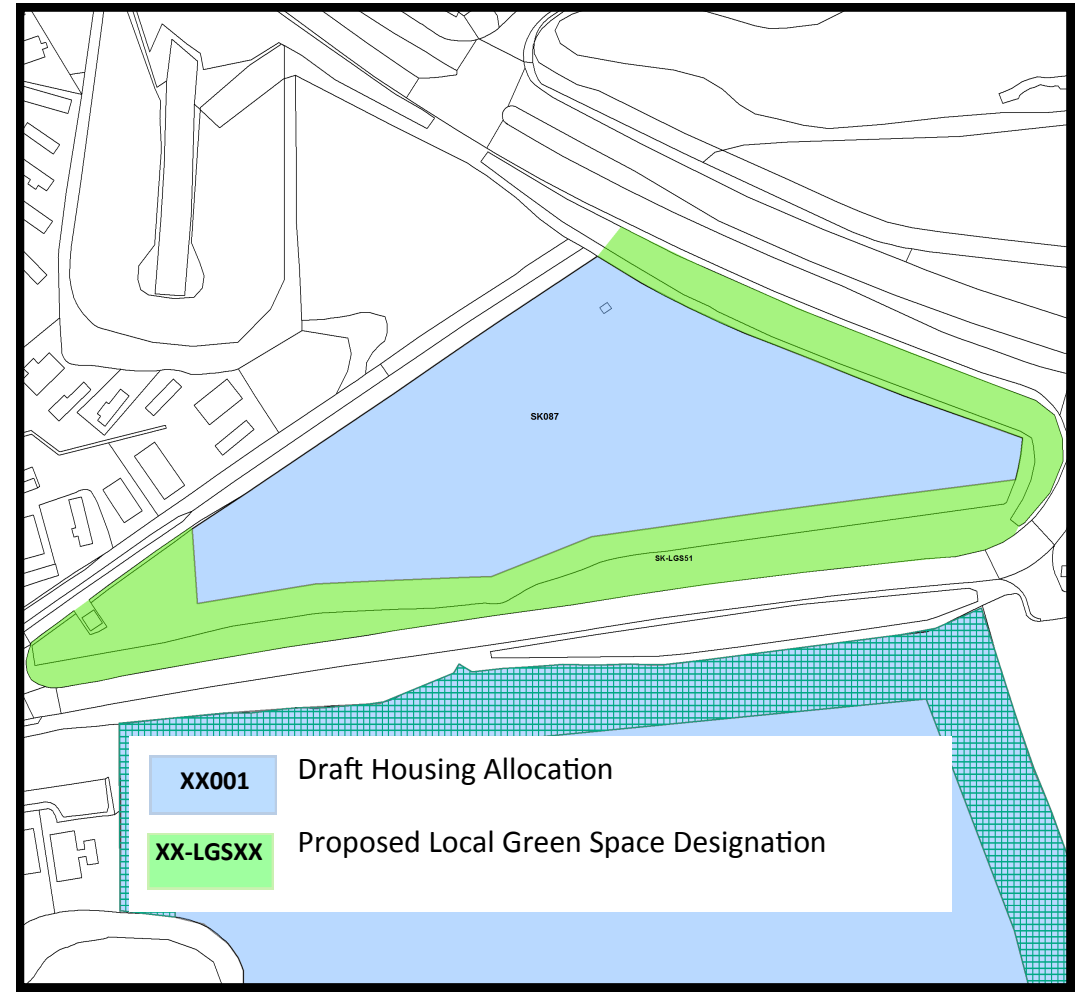 SK087
SK-LGS51
XX001 Draft Housing Allocation
XX-LGSXX Proposed Local Green Space Designation